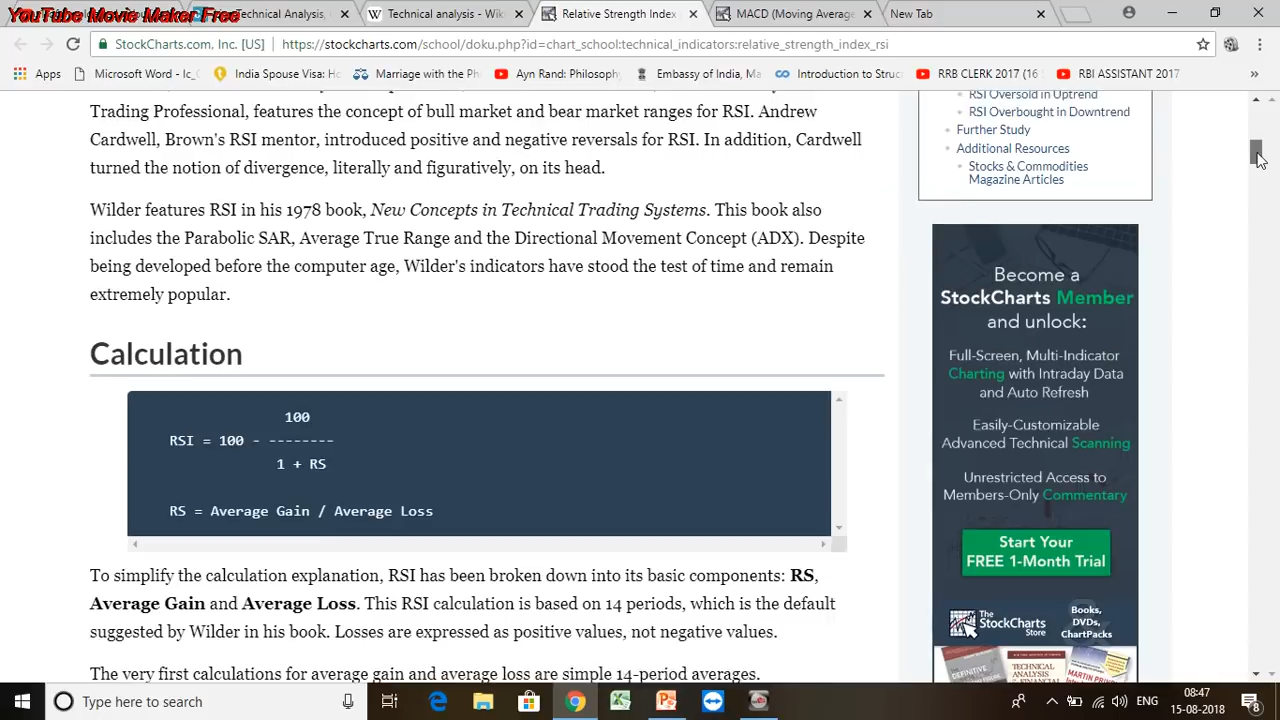 YouTube Movie Maker Free
Technical Analysis,
Technical analysis - Wiki
Relative Strength Index
MACD (Moving Average
New Tab
StockCharts.com, Inc. [US]
https://stockcharts.com/school/doku.php?id=chart_school:technical_indicators:relative_strength_index_rsi
Apps
Microsoft Word - Ic_
India Spouse Visa: Ho
Marriage with the Ph
Ayn Rand: Philosoph
Embassy of India, Ma
Introduction to Struc
RRB CLERK 2017 (16
RBI ASSISTANT 2017
»
Trading Professional, features the concept of bull market and bear market ranges for RSI. Andrew
Cardwell, Brown's RSI mentor, introduced positive and negative reversals for RSI. In addition, Cardwell
turned the notion of divergence, literally and figuratively, on its head.
Wilder features RSI in his 1978 book, New Concepts in Technical Trading Systems. This book also
includes the Parabolic SAR, Average True Range and the Directional Movement Concept (ADX). Despite
being developed before the computer age, Wilder's indicators have stood the test of time and remain
extremely popular.
Calculation
100
RSI = 100 - --------
1 + RS
RS = Average Gain / Average Loss
To simplify the calculation explanation, RSI has been broken down into its basic components: RS,
Average Gain and Average Loss. This RSI calculation is based on 14 periods, which is the default
suggested by Wilder in his book. Losses are expressed as positive values, not negative values.
The very first calculations for average gain and average loss are simple 14-period averages.
RSI Oversold in Uptrend
RSI Overbought in Downtrend
Further Study
Additional Resources
Stocks & Commodities
Magazine Articles
Become a
StockCharts Member
and unlock:
Full-Screen, Multi-Indicator
Charting with Intraday Data
and Auto Refresh
Easily-Customizable
Advanced Technical Scanning
Unrestricted Access to
Members-Only Commentary
Start Your
FREE 1-Month Trial
The
StockCharts
Store
Books,
DVDs,
& ChartPacks
TECHNICAL
Type here to search
ENG
08:47
15-08-2018
8